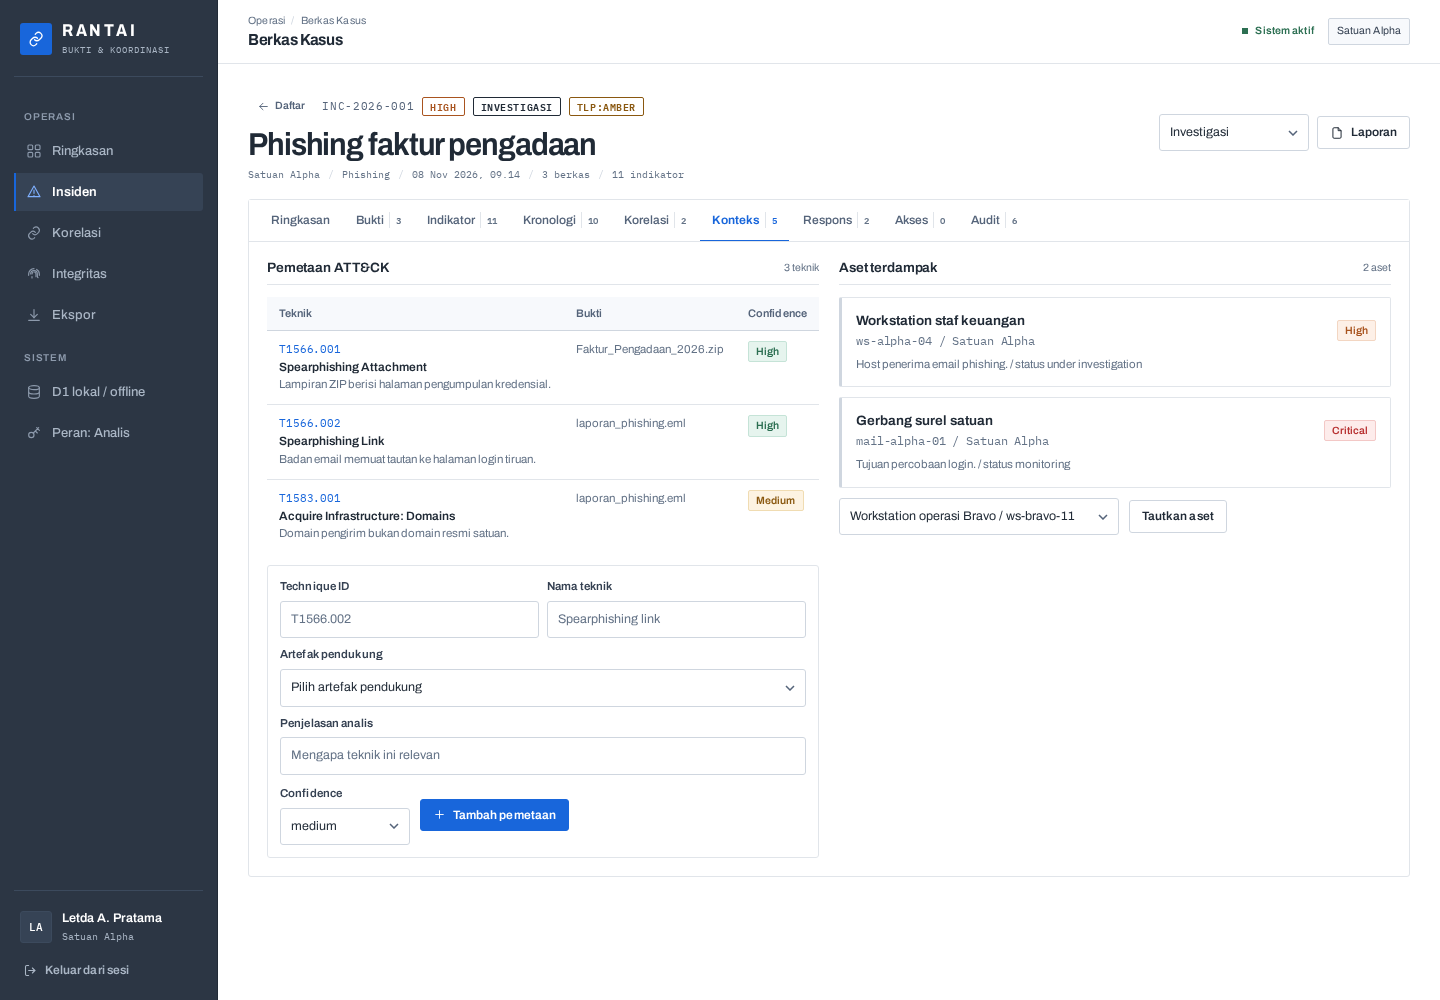 RANTAI
BUKTI & KOORDINASI
OPERASI
Ringkasan
Insiden
Korelasi
Integritas
Ekspor
SISTEM
D1 lokal / offline
Peran: Analis
LA
Letda A. Pratama
Satuan Alpha
Keluar dari sesi
Operasi / Berkas Kasus
Berkas Kasus
Sistem aktif
Satuan Alpha
Daftar INC-2026-001 HIGH INVESTIGASI TLP:AMBER
Phishing faktur pengadaan
Satuan Alpha / Phishing / 08 Nov 2026, 09.14 / 3 berkas / 11 indikator
Investigasi
Laporan
Ringkasan Bukti 3 Indikator 11 Kronologi 10 Korelasi 2 Konteks 5 Respons 2 Akses 0 Audit 6
Pemetaan ATT&CK 3 teknik
Teknik Bukti Confidence
T1566.001 Faktur_Pengadaan_2026.zip High
Spearphishing Attachment
Lampiran ZIP berisi halaman pengumpulan kredensial.
T1566.002 laporan_phishing.eml High
Spearphishing Link
Badan email memuat tautan ke halaman login tiruan.
T1583.001 laporan_phishing.eml Medium
Acquire Infrastructure: Domains
Domain pengirim bukan domain resmi satuan.
Technique ID Nama teknik
T1566.002 Spearphishing link
Artefak pendukung
Pilih artefak pendukung
Penjelasan analis
Mengapa teknik ini relevan
Confidence
medium
Tambah pemetaan
Aset terdampak 2 aset
Workstation staf keuangan
High
ws-alpha-04 / Satuan Alpha
Host penerima email phishing. / status under investigation
Gerbang surel satuan
Critical
mail-alpha-01 / Satuan Alpha
Tujuan percobaan login. / status monitoring
Workstation operasi Bravo / ws-bravo-11
Tautkan aset